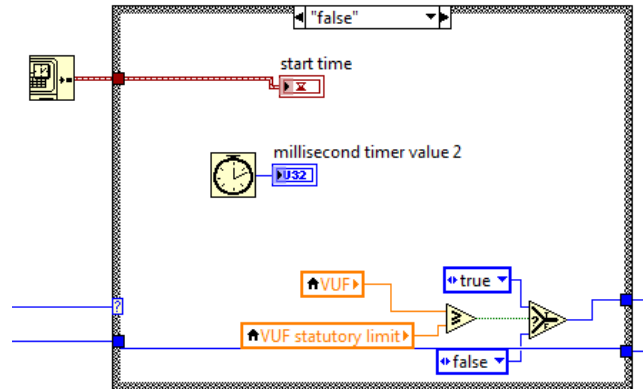 "false"
start time
millisecond timer value 2
U32
VUF
true
≥
?
?
VUF statutory limit
false